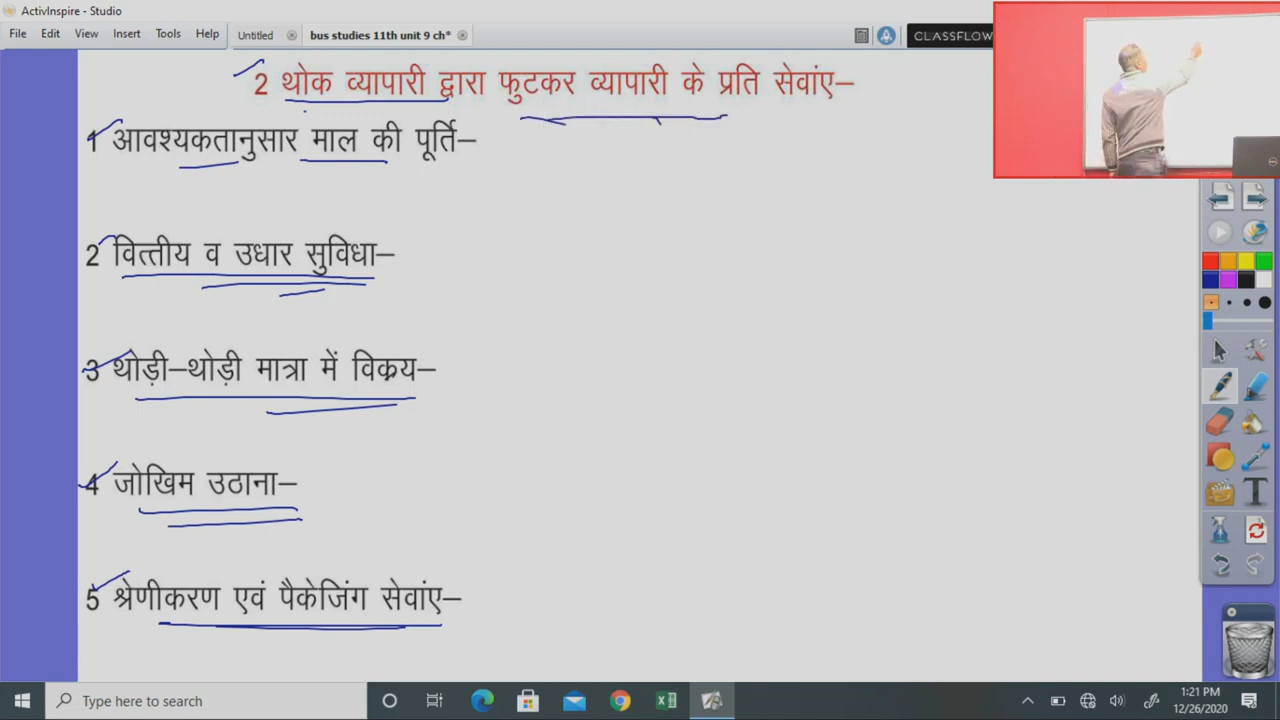 ActivInspire - Studio
File Edit View Insert Tools Help Untitled bus studies 11th unit 9 ch* CLASSFLOW
2 थोक व्यापारी द्वारा फुटकर व्यापारी के प्रति सेवांए–
1 आवश्यकतानुसार माल की पूर्ति–
2 वित्तीय व उधार सुविधा–
3 थोड़ी–थोड़ी मात्रा में विक्रय–
4 जोखिम उठाना–
5 श्रेणीकरण एवं पैकेजिंग सेवांए–
Type here to search
1:21 PM
12/26/2020